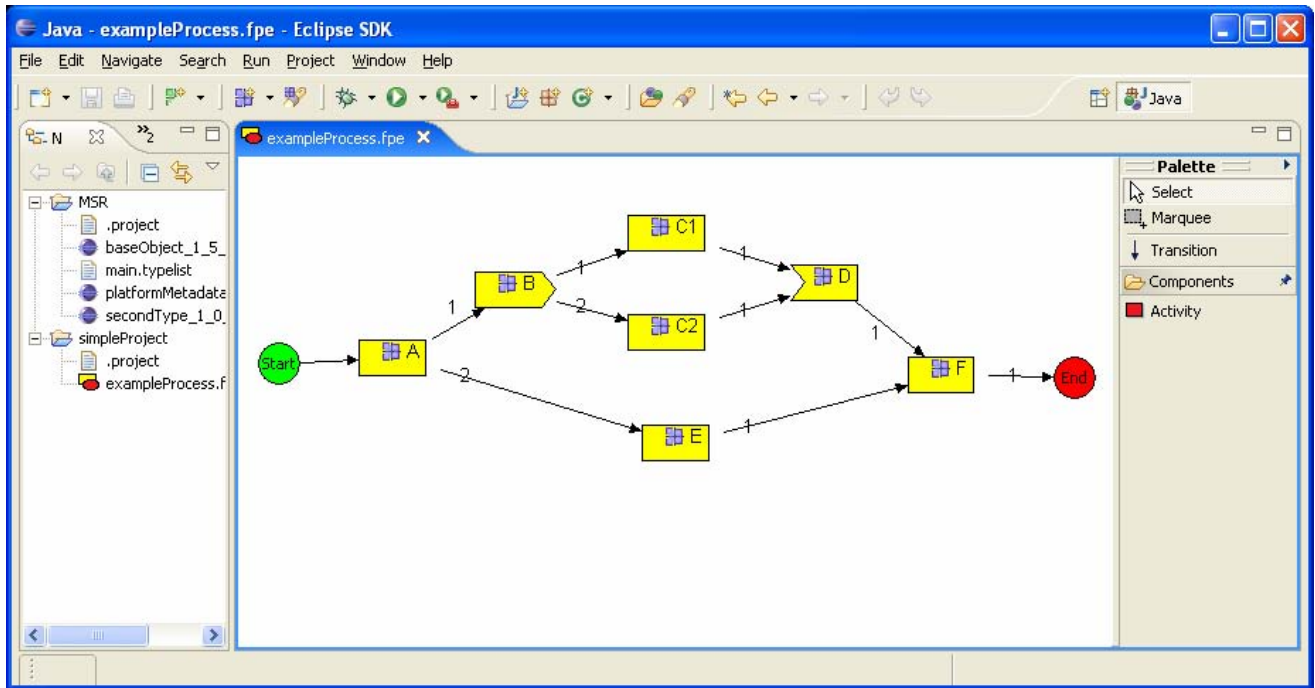 Java - exampleProcess.fpe - Eclipse SDK
File Edit Navigate Search Run Project Window Help
Java
N
2
exampleProcess.fpe
MSR
.project
baseObject_1_5_
main.typelist
platformMetadata
secondType_1_0_
simpleProject
.project
exampleProcess.f
Start
A
1
2
B
1
2
C1
C2
1
1
D
1
E
1
F
1
End
Palette
Select
Marquee
Transition
Components
Activity